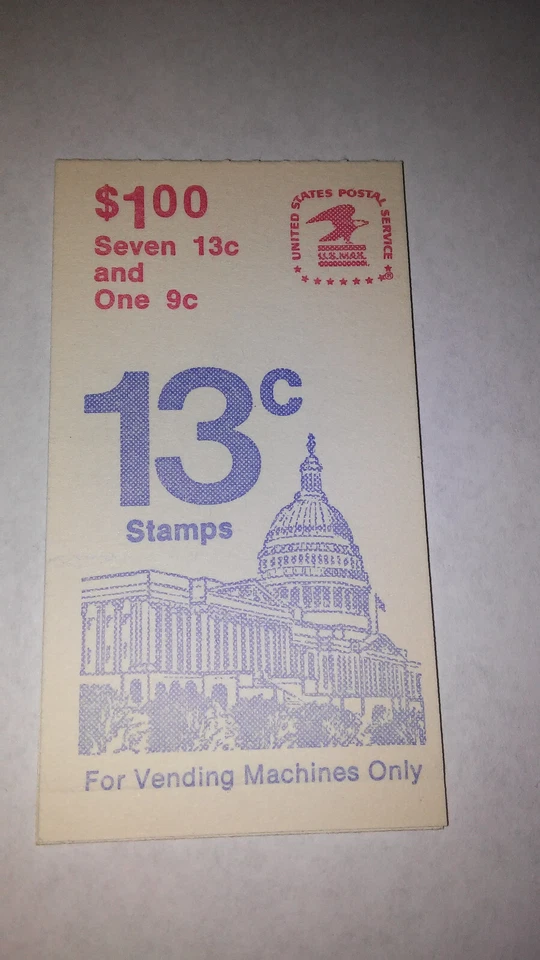 $1.00
Seven 13c
and
One 9c
UNITED STATES POSTAL SERVICE
U.S.MAIL
13c
Stamps
For Vending Machines Only